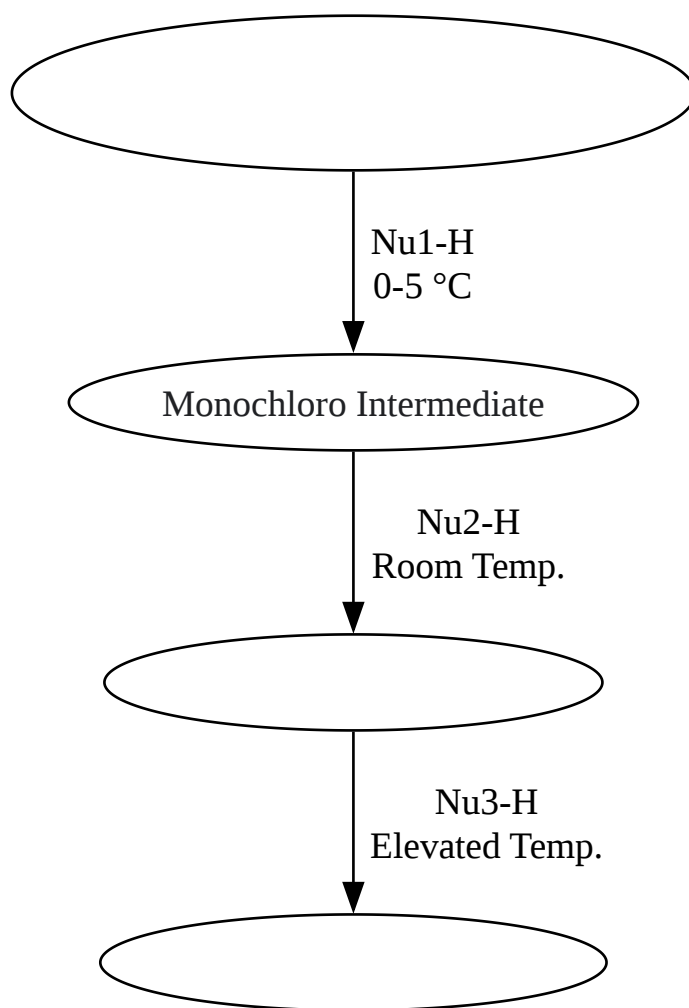 Nu1-H
0-5 °C
Monochloro Intermediate
Nu2-H
Room Temp.
Nu3-H
Elevated Temp.